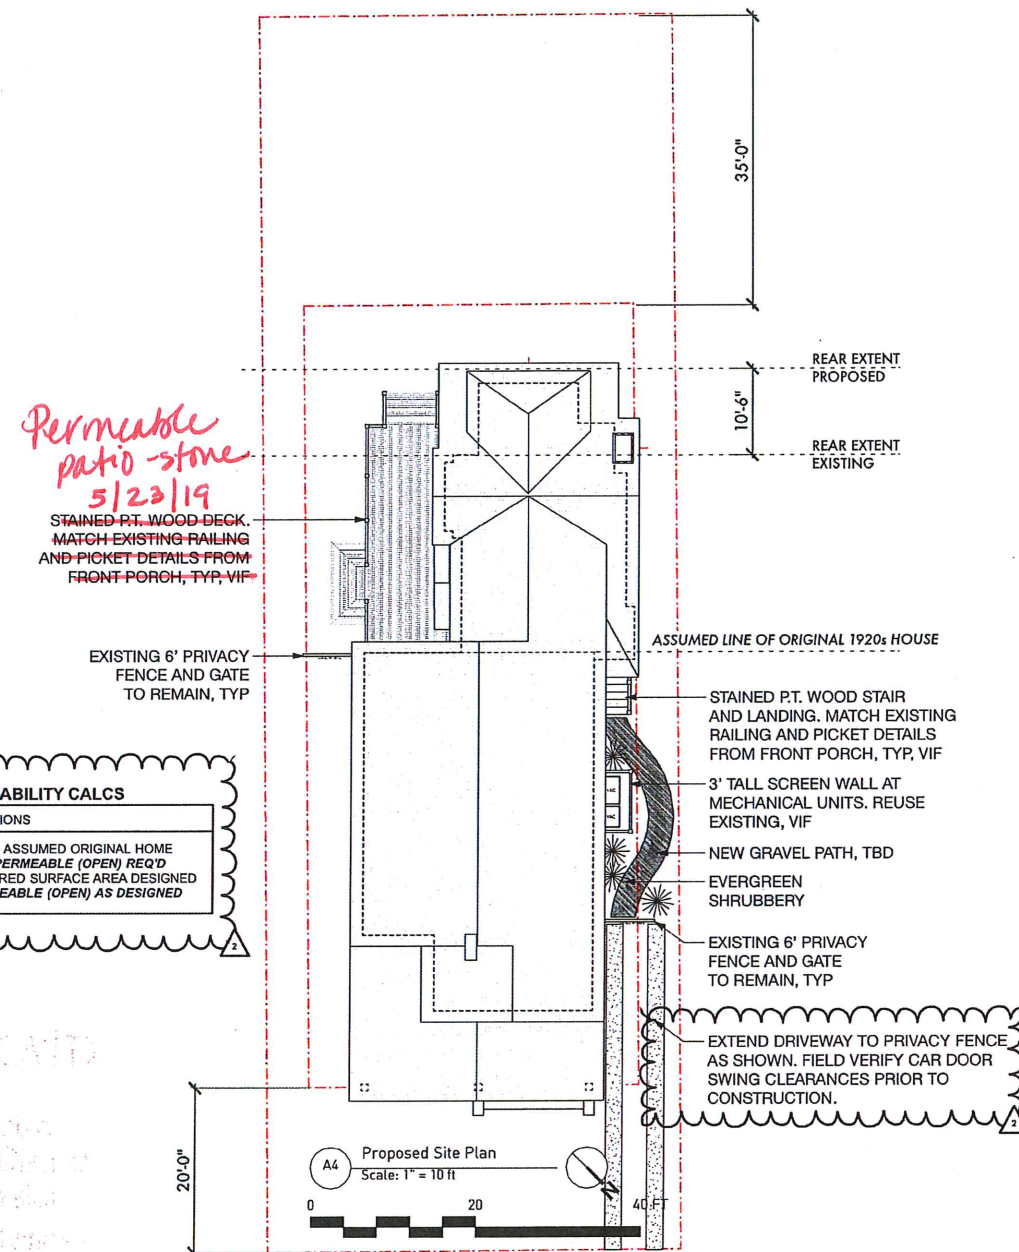 35'-0"
REAR EXTENT
PROPOSED
10'-6"
REAR EXTENT
EXISTING
Permeable
patio-stone
5/23/19
STAINED P.T. WOOD DECK.
MATCH EXISTING RAILING
AND PICKET DETAILS FROM
FRONT PORCH, TYP, VIF
ASSUMED LINE OF ORIGINAL 1920s HOUSE
EXISTING 6' PRIVACY
FENCE AND GATE
TO REMAIN, TYP
STAINED P.T. WOOD STAIR
AND LANDING. MATCH EXISTING
RAILING AND PICKET DETAILS
FROM FRONT PORCH, TYP, VIF
3' TALL SCREEN WALL AT
MECHANICAL UNITS. REUSE
EXISTING, VIF
NEW GRAVEL PATH, TBD
EVERGREEN
SHRUBBERY
ABILITY CALCS
IONS
ASSUMED ORIGINAL HOME
PERMEABLE (OPEN) REQ'D
RED SURFACE AREA DESIGNED
EABLE (OPEN) AS DESIGNED
2
EXISTING 6' PRIVACY
FENCE AND GATE
TO REMAIN, TYP
EXTEND DRIVEWAY TO PRIVACY FENCE
AS SHOWN. FIELD VERIFY CAR DOOR
SWING CLEARANCES PRIOR TO
CONSTRUCTION.
2
20'-0"
A4
Proposed Site Plan
Scale: 1" = 10 ft
N
0 20 40 FT